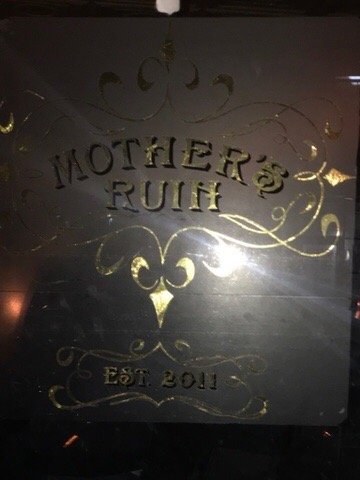 MOTHER'S
RUIN
EST. 2011